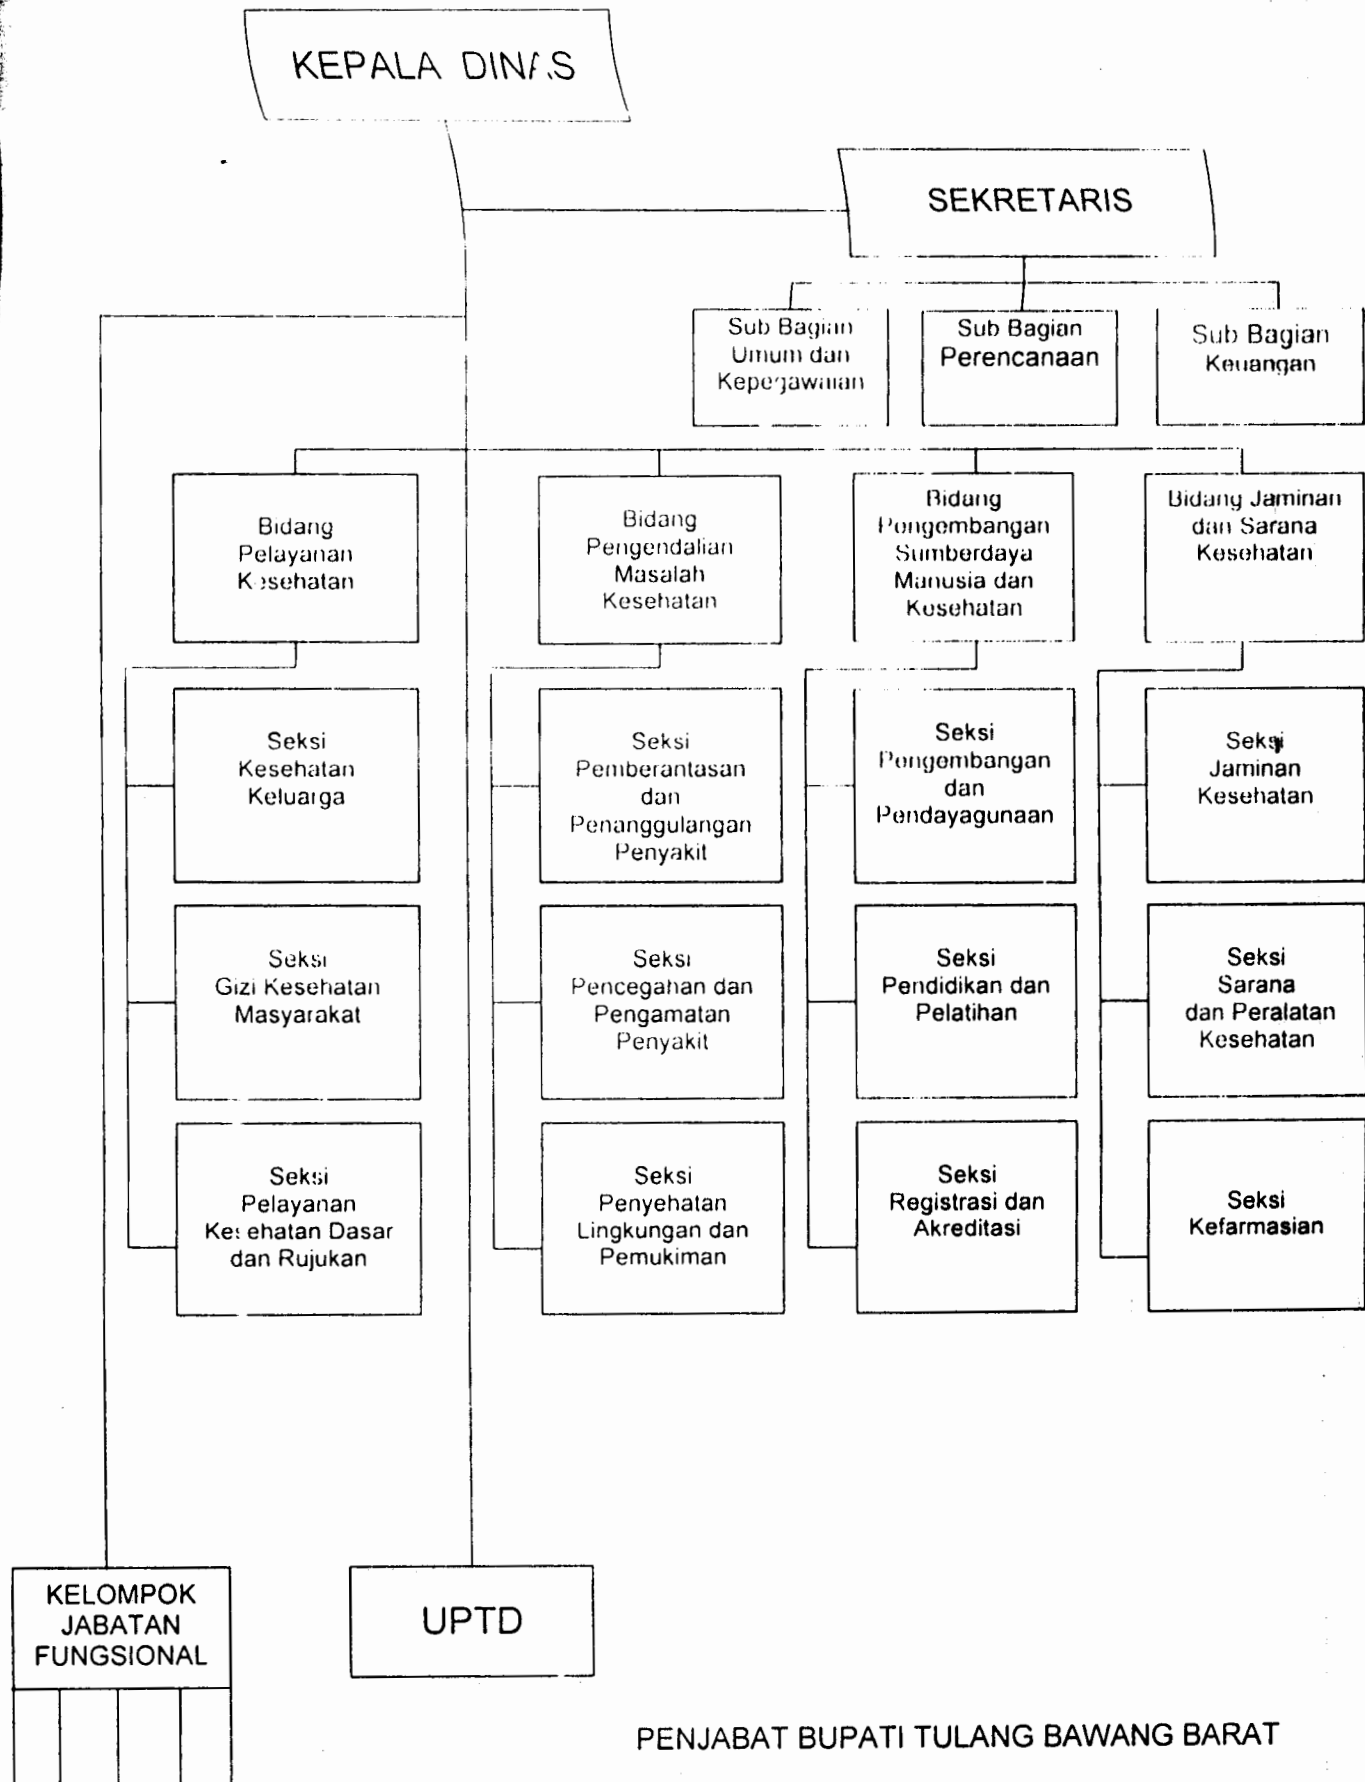 KEPALA DINAS
SEKRETARIS
Sub Bagian
Umum dan
Kepegawaian
Sub Bagian
Perencanaan
Sub Bagian
Keuangan
Bidang
Pelayanan
Kesehatan
Bidang
Pengendalian
Masalah
Kesehatan
Bidang
Pengembangan
Sumberdaya
Manusia dan
Kesehatan
Bidang Jaminan
dan Sarana
Kesehatan
Seksi
Kesehatan
Keluarga
Seksi
Pemberantasan
dan
Penanggulangan
Penyakit
Seksi
Pengembangan
dan
Pendayagunaan
Seksi
Jaminan
Kesehatan
Seksi
Gizi Kesehatan
Masyarakat
Seksi
Pencegahan dan
Pengamatan
Penyakit
Seksi
Pendidikan dan
Pelatihan
Seksi
Sarana
dan Peralatan
Kesehatan
Seksi
Pelayanan
Kesehatan Dasar
dan Rujukan
Seksi
Penyehatan
Lingkungan dan
Pemukiman
Seksi
Registrasi dan
Akreditasi
Seksi
Kefarmasian
KELOMPOK
JABATAN
FUNGSIONAL
UPTD
PENJABAT BUPATI TULANG BAWANG BARAT